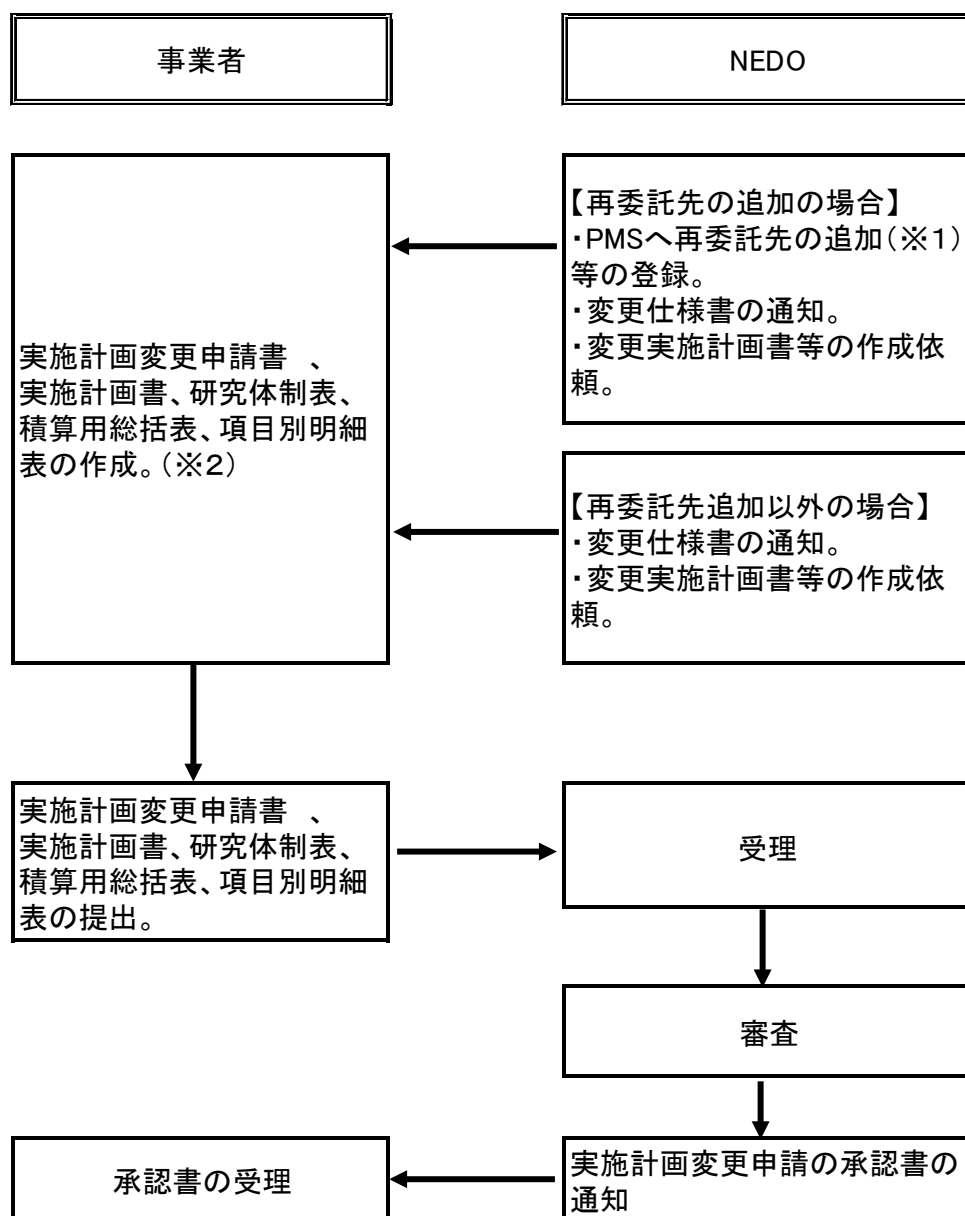 事業者
NEDO
【再委託先の追加の場合】
・PMSへ再委託先の追加(※1)
等の登録。
・変更仕様書の通知。
・変更実施計画書等の作成依
頼。
実施計画変更申請書 、
実施計画書、研究体制表、
積算用総括表、項目別明細
表の作成。(※2)
【再委託先追加以外の場合】
・変更仕様書の通知。
・変更実施計画書等の作成依
頼。
実施計画変更申請書 、
実施計画書、研究体制表、
積算用総括表、項目別明細
表の提出。
受理
審査
実施計画変更申請の承認書の
通知
承認書の受理